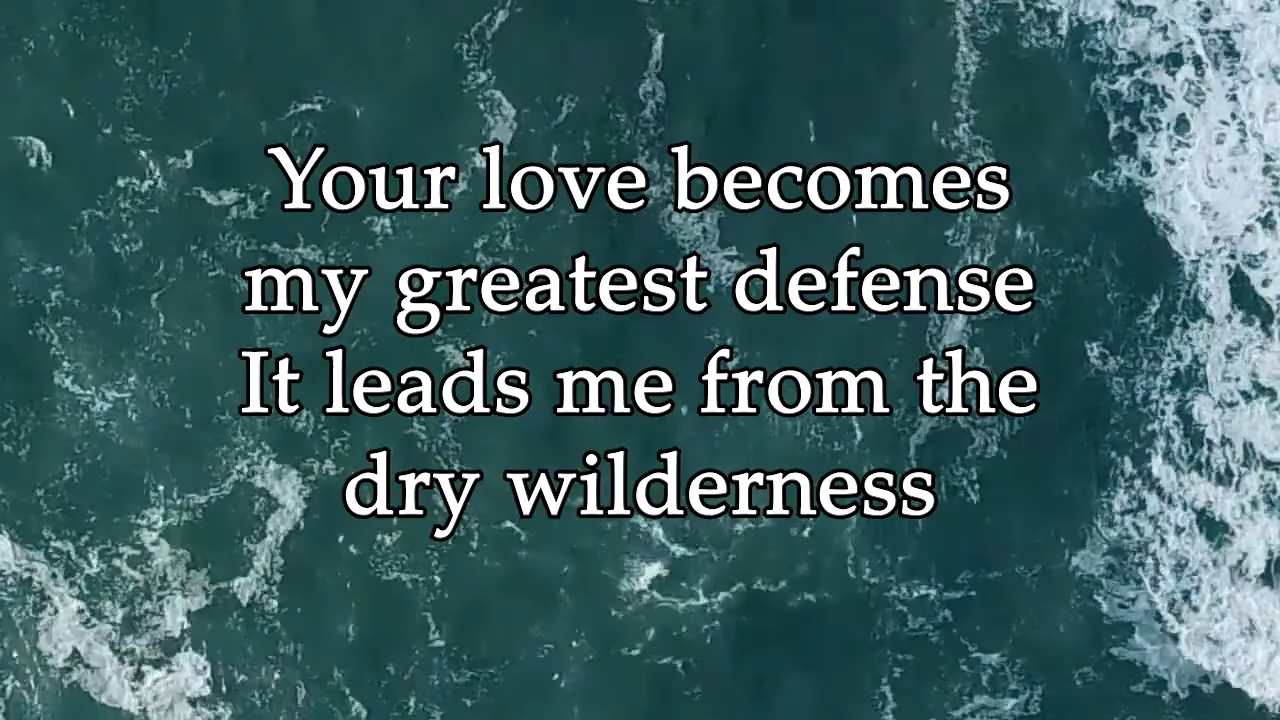 Your love becomes
my greatest defense
It leads me from the
dry wilderness